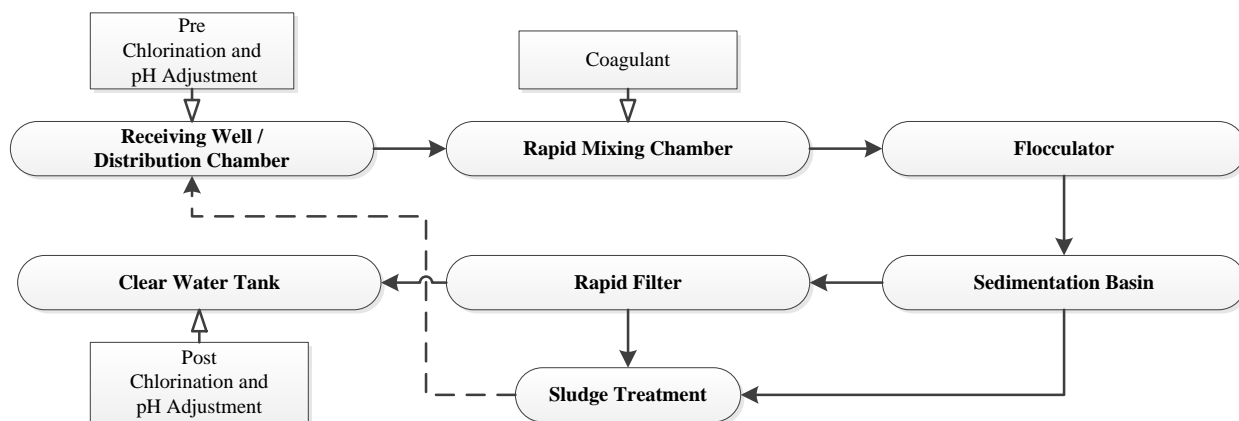 Pre
Chlorination and
pH Adjustment
Coagulant
Receiving Well /
Distribution Chamber
Rapid Mixing Chamber
Flocculator
Clear Water Tank
Rapid Filter
Sedimentation Basin
Post
Chlorination and
pH Adjustment
Sludge Treatment